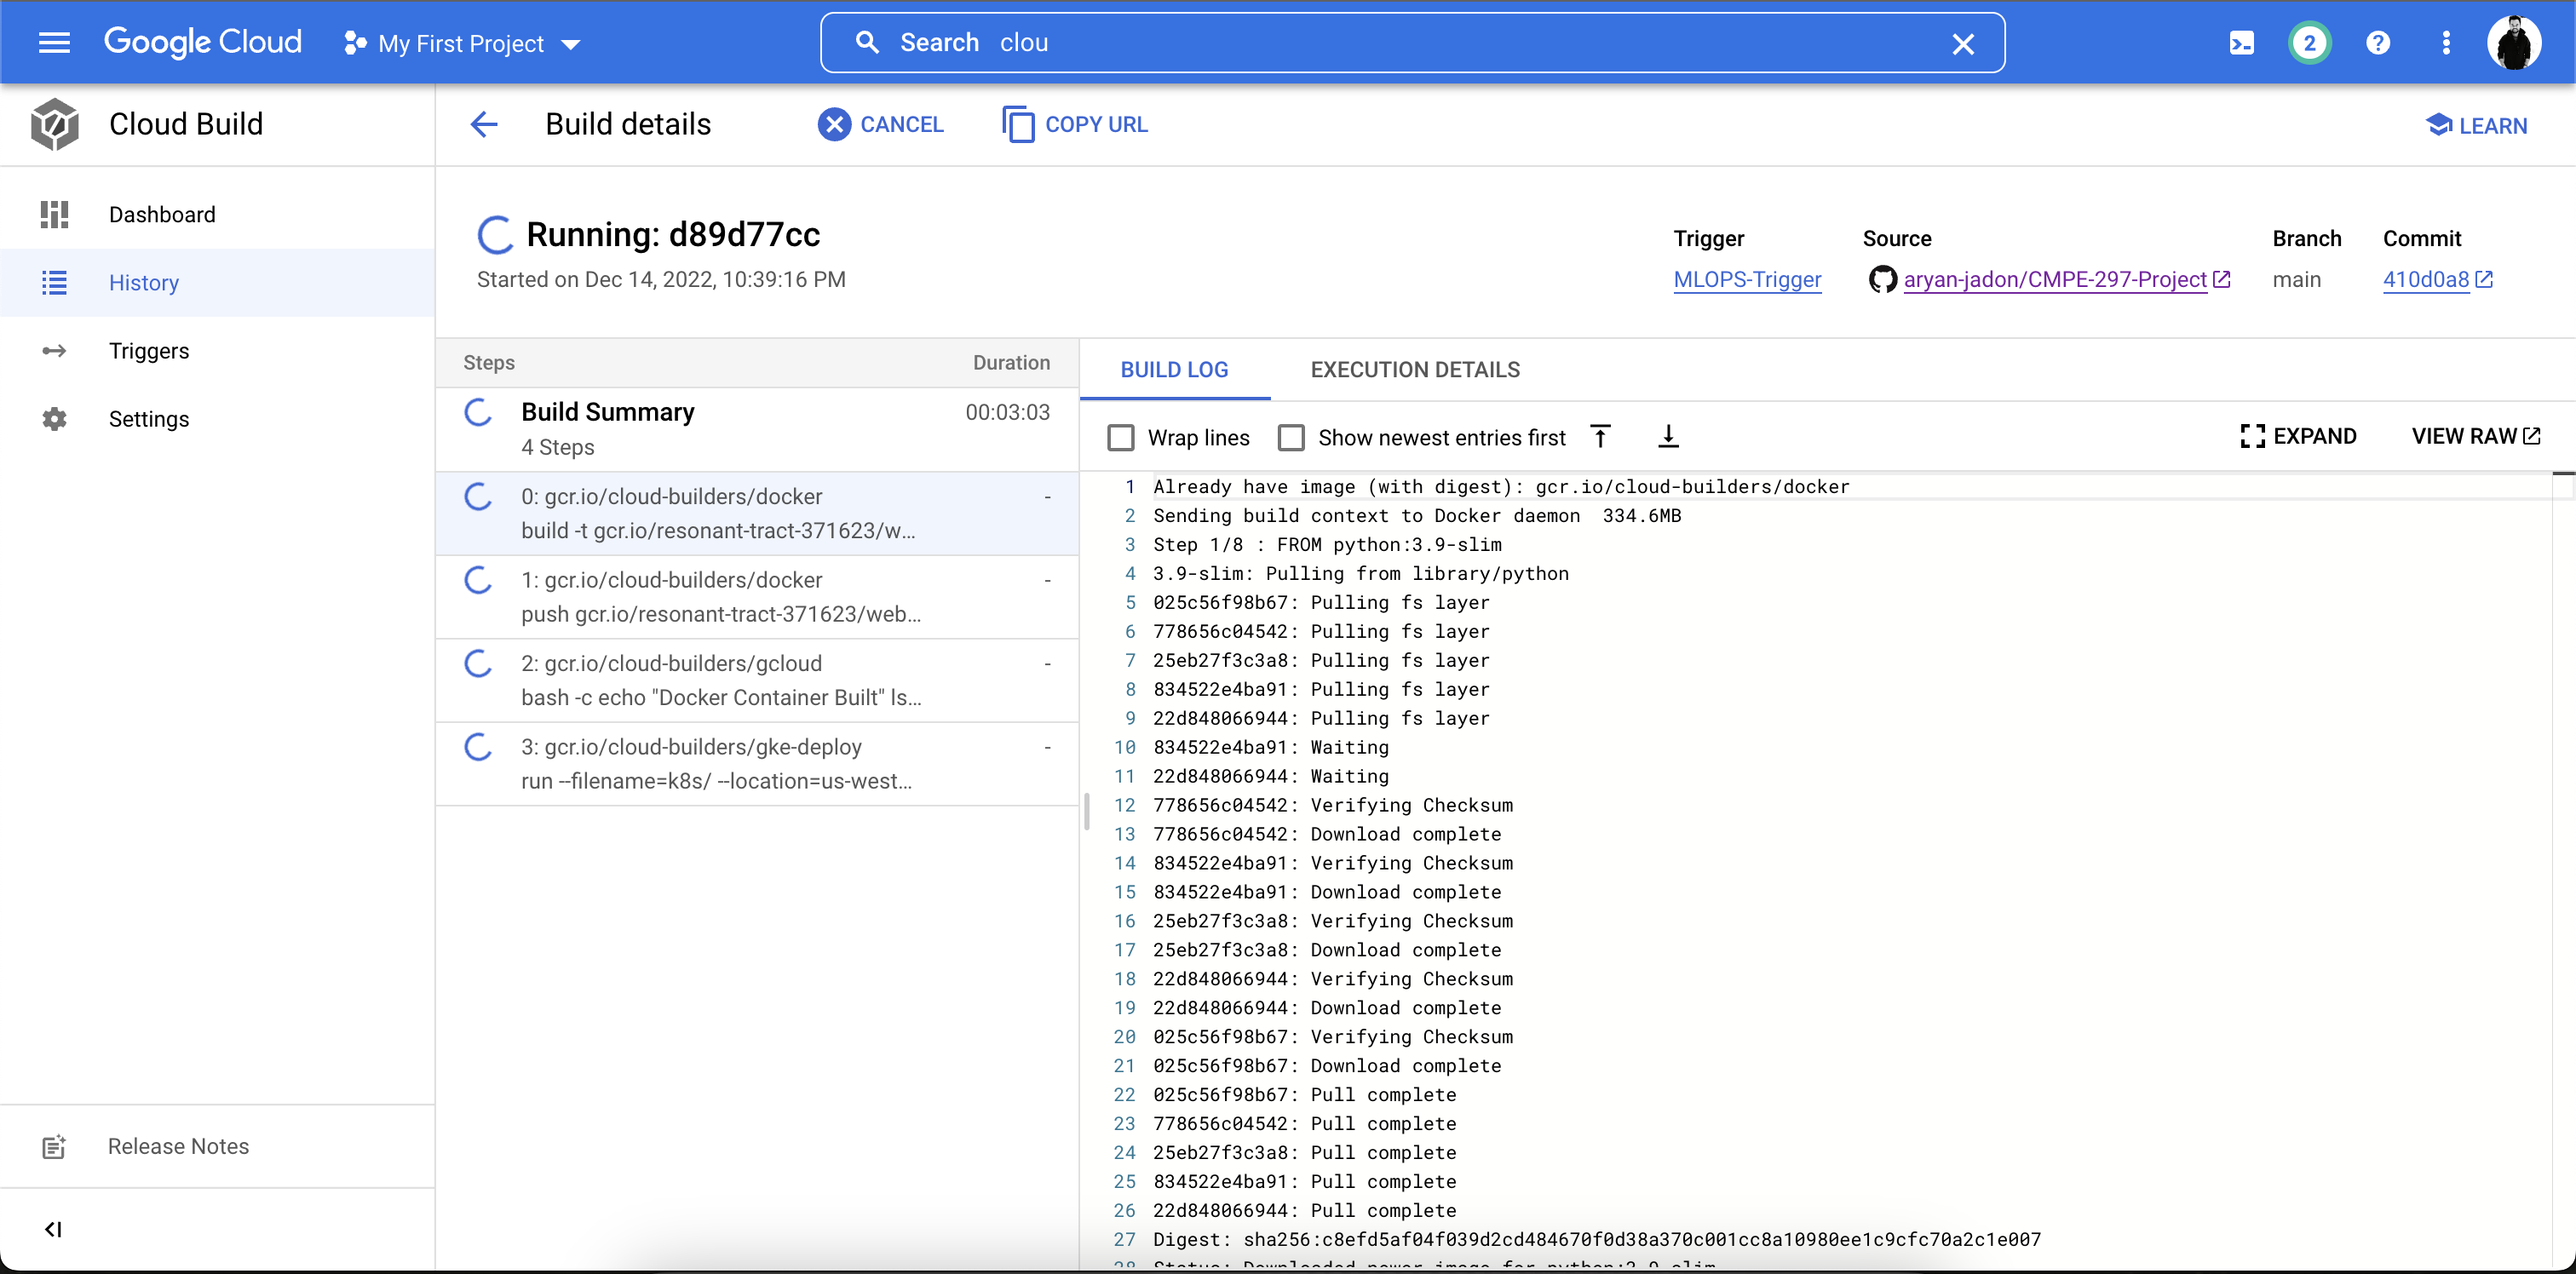 Google Cloud
My First Project
Search clou
2
Cloud Build
Build details
CANCEL
COPY URL
LEARN
Dashboard
History
Triggers
Settings
Release Notes
Running: d89d77cc
Started on Dec 14, 2022, 10:39:16 PM
Trigger
MLOPS-Trigger
Source
aryan-jadon/CMPE-297-Project
Branch
main
Commit
410d0a8
Steps Duration
Build Summary 00:03:03
4 Steps
0: gcr.io/cloud-builders/docker -
build -t gcr.io/resonant-tract-371623/w...
1: gcr.io/cloud-builders/docker -
push gcr.io/resonant-tract-371623/web...
2: gcr.io/cloud-builders/gcloud -
bash -c echo "Docker Container Built" ls...
3: gcr.io/cloud-builders/gke-deploy -
run --filename=k8s/ --location=us-west...
BUILD LOG EXECUTION DETAILS
Wrap lines Show newest entries first EXPAND VIEW RAW
1 Already have image (with digest): gcr.io/cloud-builders/docker
2 Sending build context to Docker daemon  334.6MB
3 Step 1/8 : FROM python:3.9-slim
4 3.9-slim: Pulling from library/python
5 025c56f98b67: Pulling fs layer
6 778656c04542: Pulling fs layer
7 25eb27f3c3a8: Pulling fs layer
8 834522e4ba91: Pulling fs layer
9 22d848066944: Pulling fs layer
10 834522e4ba91: Waiting
11 22d848066944: Waiting
12 778656c04542: Verifying Checksum
13 778656c04542: Download complete
14 834522e4ba91: Verifying Checksum
15 834522e4ba91: Download complete
16 25eb27f3c3a8: Verifying Checksum
17 25eb27f3c3a8: Download complete
18 22d848066944: Verifying Checksum
19 22d848066944: Download complete
20 025c56f98b67: Verifying Checksum
21 025c56f98b67: Download complete
22 025c56f98b67: Pull complete
23 778656c04542: Pull complete
24 25eb27f3c3a8: Pull complete
25 834522e4ba91: Pull complete
26 22d848066944: Pull complete
27 Digest: sha256:c8efd5af04f039d2cd484670f0d38a370c001cc8a10980ee1c9cfc70a2c1e007
28 Status: Downloaded newer image for python:3.9-slim